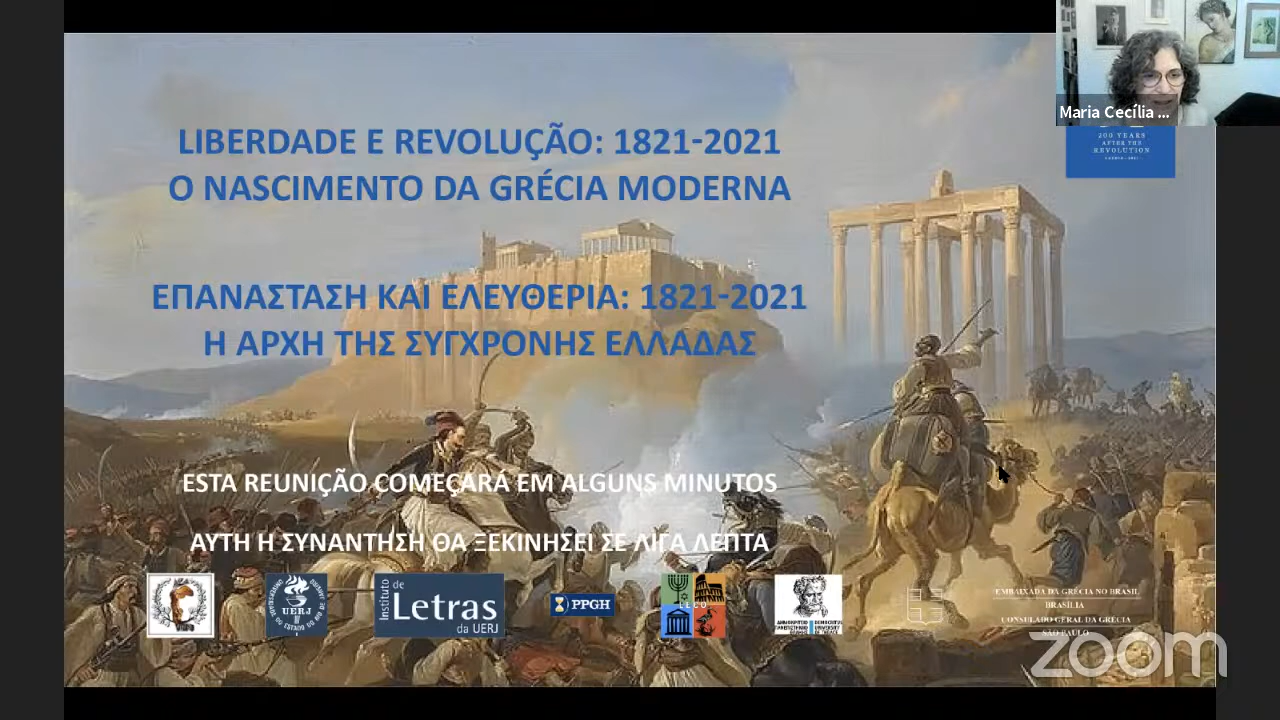 Maria Cecília ...
200 YEARS
AFTER THE
REVOLUTION
LIBERDADE E REVOLUÇÃO: 1821-2021
O NASCIMENTO DA GRÉCIA MODERNA
ΕΠΑΝΑΣΤΑΣΗ ΚΑΙ ΕΛΕΥΘΕΡΙΑ: 1821-2021
Η ΑΡΧΗ ΤΗΣ ΣΥΓΧΡΟΝΗΣ ΕΛΛΑΔΑΣ
ESTA REUNIÇÃO COMEÇARÁ EM ALGUNS MINUTOS
ΑΥΤΗ Η ΣΥΝΑΝΤΗΣΗ ΘΑ ΞΕΚΙΝΗΣΕΙ ΣΕ ΛΙΓΑ ΛΕΠΤΑ
UERJ
Instituto de
Letras
da UERJ
PPGH
EMBAIXADA DA GRÉCIA NO BRASIL
BRASÍLIA
CONSULADO GERAL DA GRÉCIA
SÃO PAULO
zoom